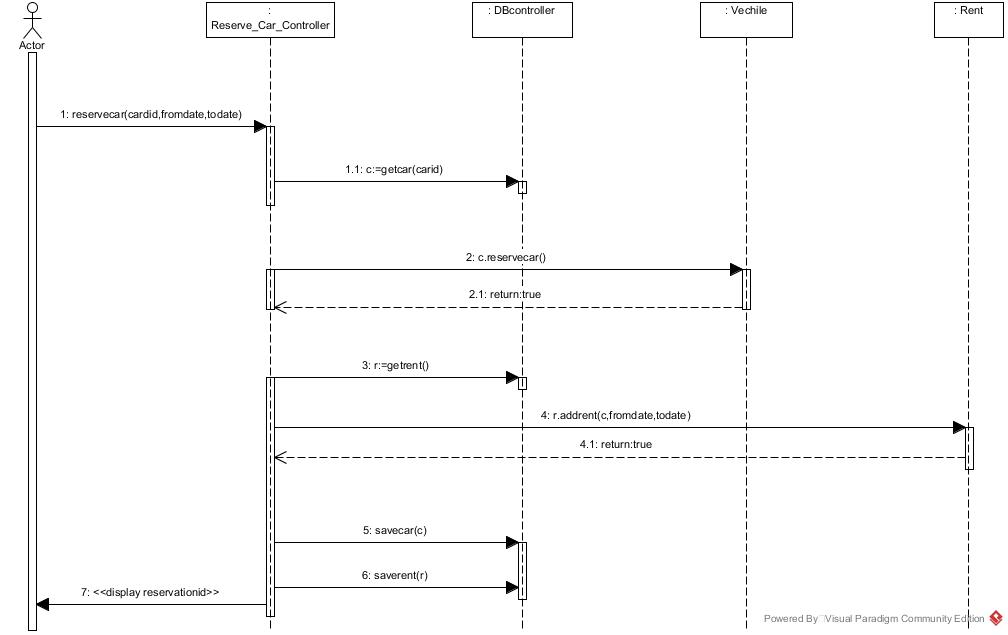 :
Reserve_Car_Controller
: DBcontroller
: Vechile
: Rent
Actor
1: reservecar(cardid,fromdate,todate)
1.1: c:=getcar(carid)
2: c.reservecar()
2.1: return:true
3: r:=getrent()
4: r.addrent(c,fromdate,todate)
4.1: return:true
5: savecar(c)
6: saverent(r)
7: <<display reservationid>>
Powered By Visual Paradigm Community Edition